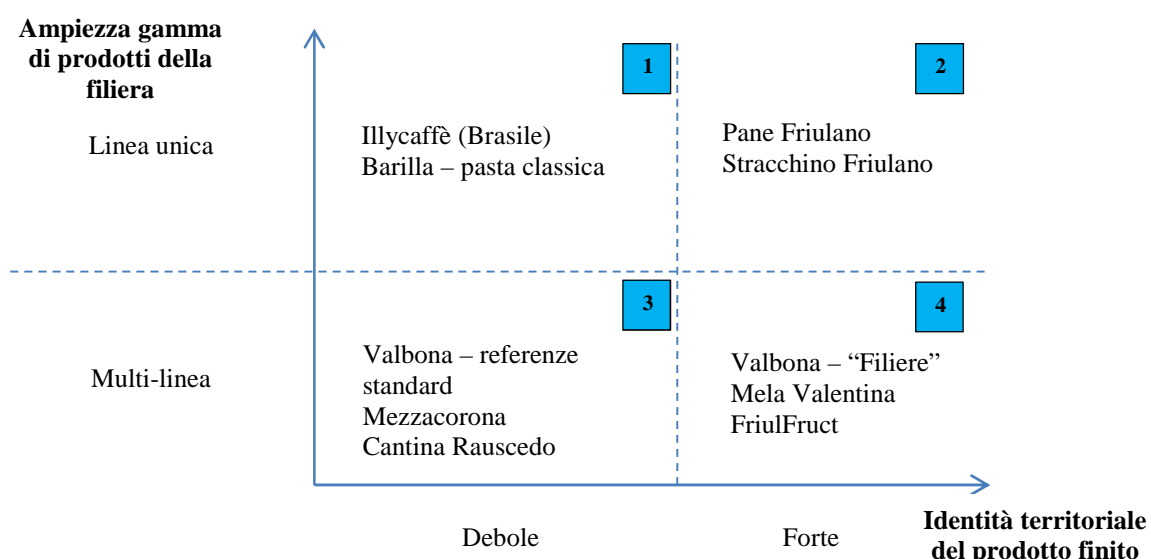 Ampiezza gamma
di prodotti della
filiera
1
2
Linea unica
Illycaffè (Brasile)
Barilla – pasta classica
Pane Friulano
Stracchino Friulano
3
4
Multi-linea
Valbona – referenze
standard
Mezzacorona
Cantina Rauscedo
Valbona – “Filiere”
Mela Valentina
FriulFruct
Debole
Forte
Identità territoriale
del prodotto finito